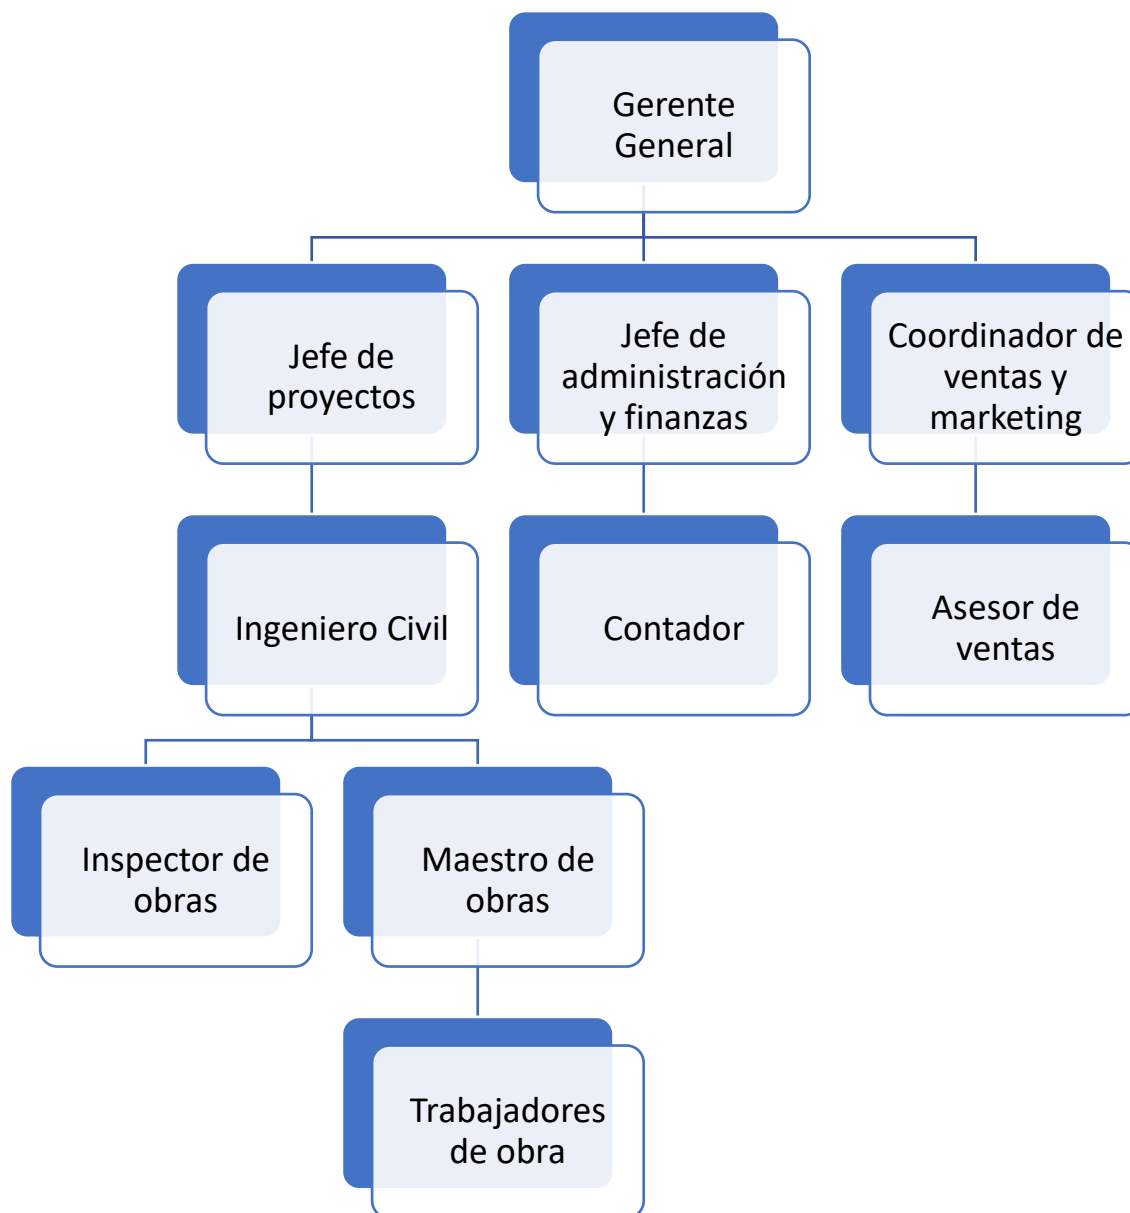 Gerente
General
Jefe de
proyectos
Jefe de
administración
y finanzas
Coordinador de
ventas y
marketing
Ingeniero Civil
Contador
Asesor de
ventas
Inspector de
obras
Maestro de
obras
Trabajadores
de obra